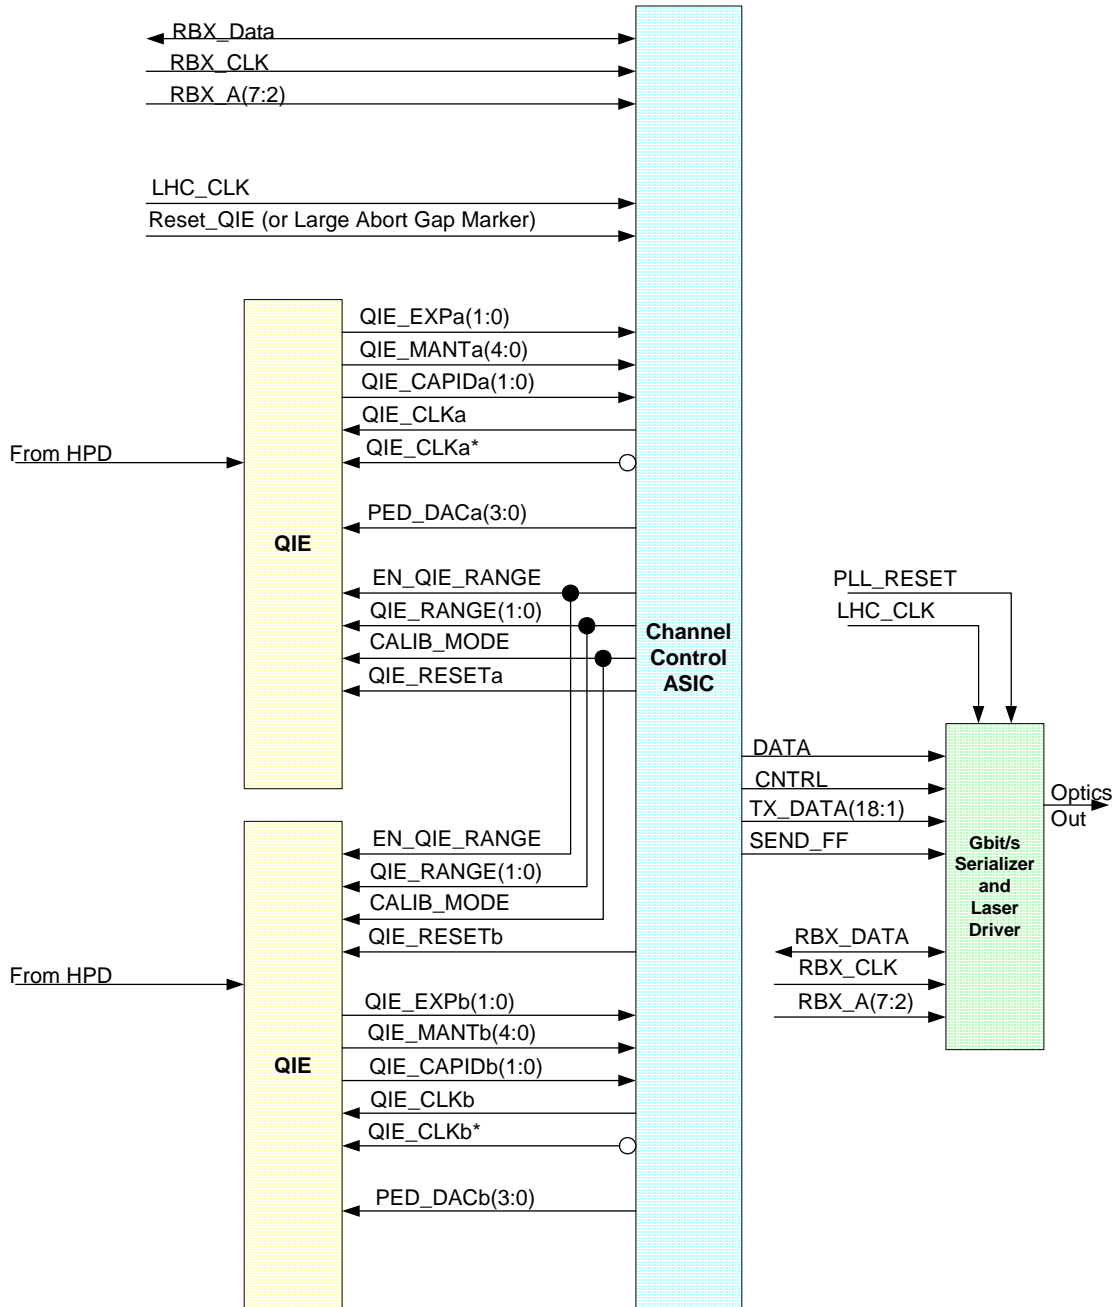 RBX_Data
RBX_CLK
RBX_A(7:2)
LHC_CLK
Reset_QIE (or Large Abort Gap Marker)
QIE_EXPa(1:0)
QIE_MANTa(4:0)
QIE_CAPIDa(1:0)
QIE_CLKa
QIE_CLKa*
From HPD
PED_DACa(3:0)
QIE
EN_QIE_RANGE
QIE_RANGE(1:0)
CALIB_MODE
QIE_RESETa
Channel
Control
ASIC
PLL_RESET
LHC_CLK
DATA
CNTRL
TX_DATA(18:1)
SEND_FF
Gbit/s
Serializer
and
Laser
Driver
Optics
Out
EN_QIE_RANGE
QIE_RANGE(1:0)
CALIB_MODE
QIE_RESETb
RBX_DATA
RBX_CLK
RBX_A(7:2)
From HPD
QIE_EXPb(1:0)
QIE_MANTb(4:0)
QIE
QIE_CAPIDb(1:0)
QIE_CLKb
QIE_CLKb*
PED_DACb(3:0)